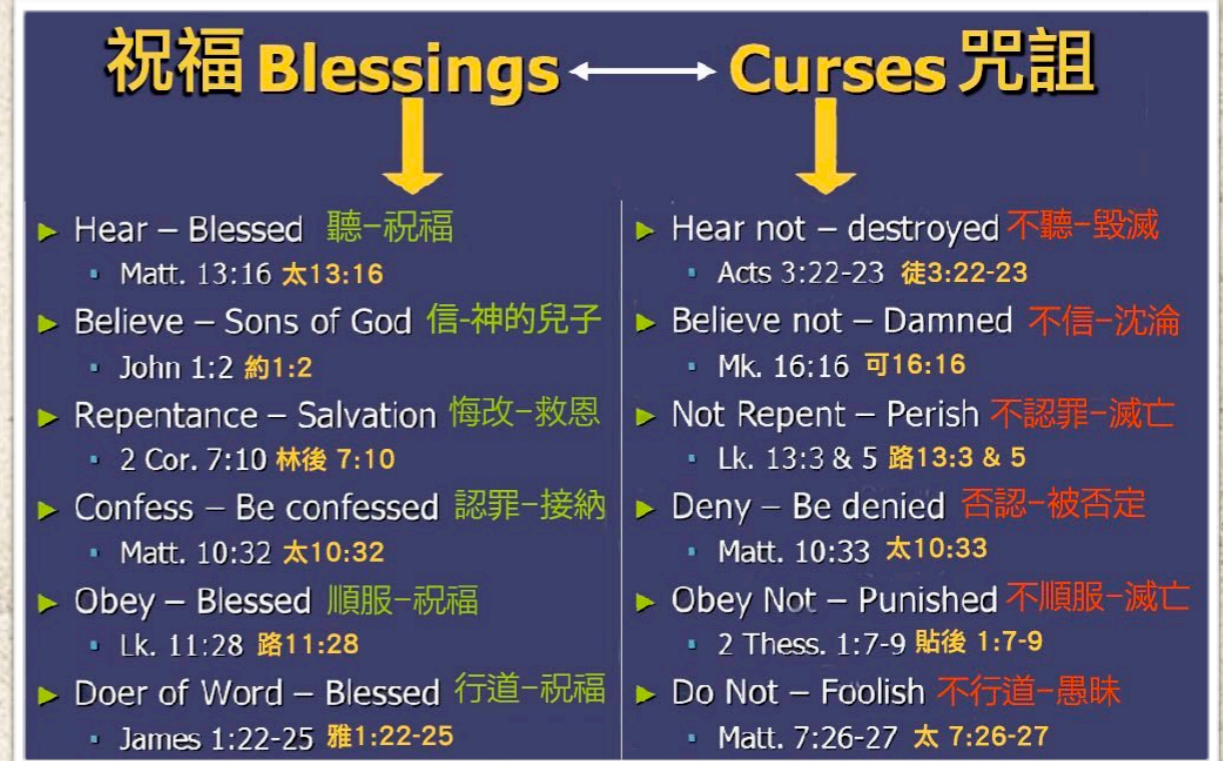 祝福 Blessings ←→ Curses 咒詛
► Hear – Blessed 聽-祝福
▪ Matt. 13:16 太13:16
► Believe – Sons of God 信-神的兒子
▪ John 1:2 約1:2
► Repentance – Salvation 悔改-救恩
▪ 2 Cor. 7:10 林後 7:10
► Confess – Be confessed 認罪-接納
▪ Matt. 10:32 太10:32
► Obey – Blessed 順服-祝福
▪ Lk. 11:28 路11:28
► Doer of Word – Blessed 行道-祝福
▪ James 1:22-25 雅1:22-25
► Hear not – destroyed 不聽-毀滅
▪ Acts 3:22-23 徒3:22-23
► Believe not – Damned 不信-沈淪
▪ Mk. 16:16 可16:16
► Not Repent – Perish 不認罪-滅亡
▪ Lk. 13:3 & 5 路13:3 & 5
► Deny – Be denied 否認-被否定
▪ Matt. 10:33 太10:33
► Obey Not – Punished 不順服-滅亡
▪ 2 Thess. 1:7-9 貼後 1:7-9
► Do Not – Foolish 不行道-愚昧
▪ Matt. 7:26-27 太 7:26-27